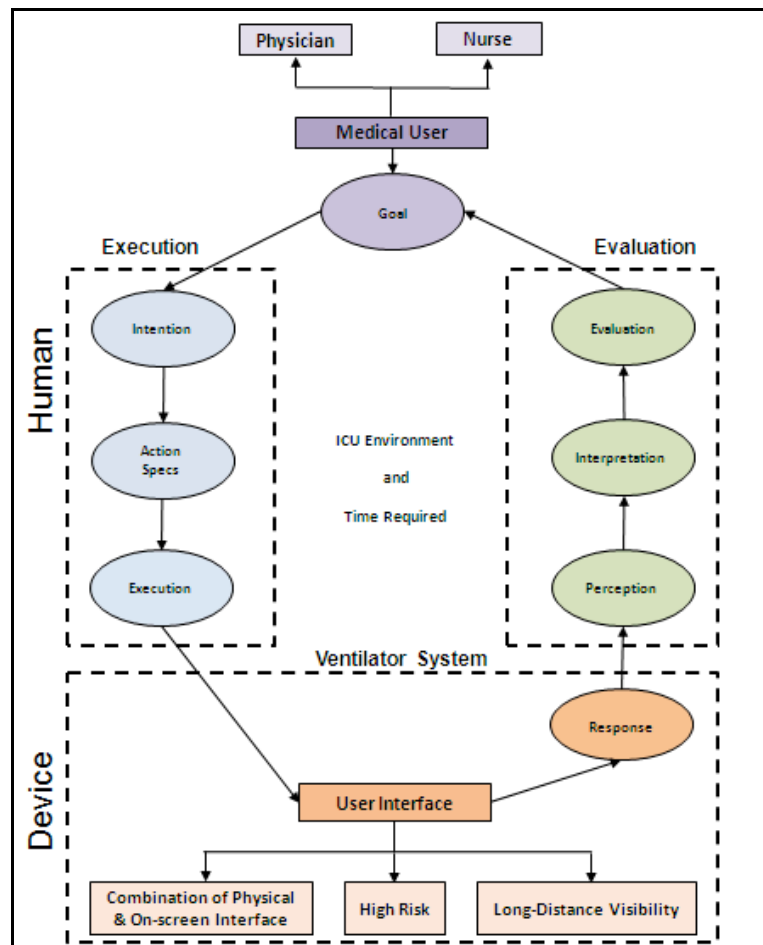 Physician
Nurse
Medical User
Goal
Execution
Evaluation
Human
Intention
Evaluation
Action
Specs
ICU Environment
and
Time Required
Interpretation
Execution
Perception
Ventilator System
Device
Response
User Interface
Combination of Physical
& On-screen Interface
High Risk
Long-Distance Visibility